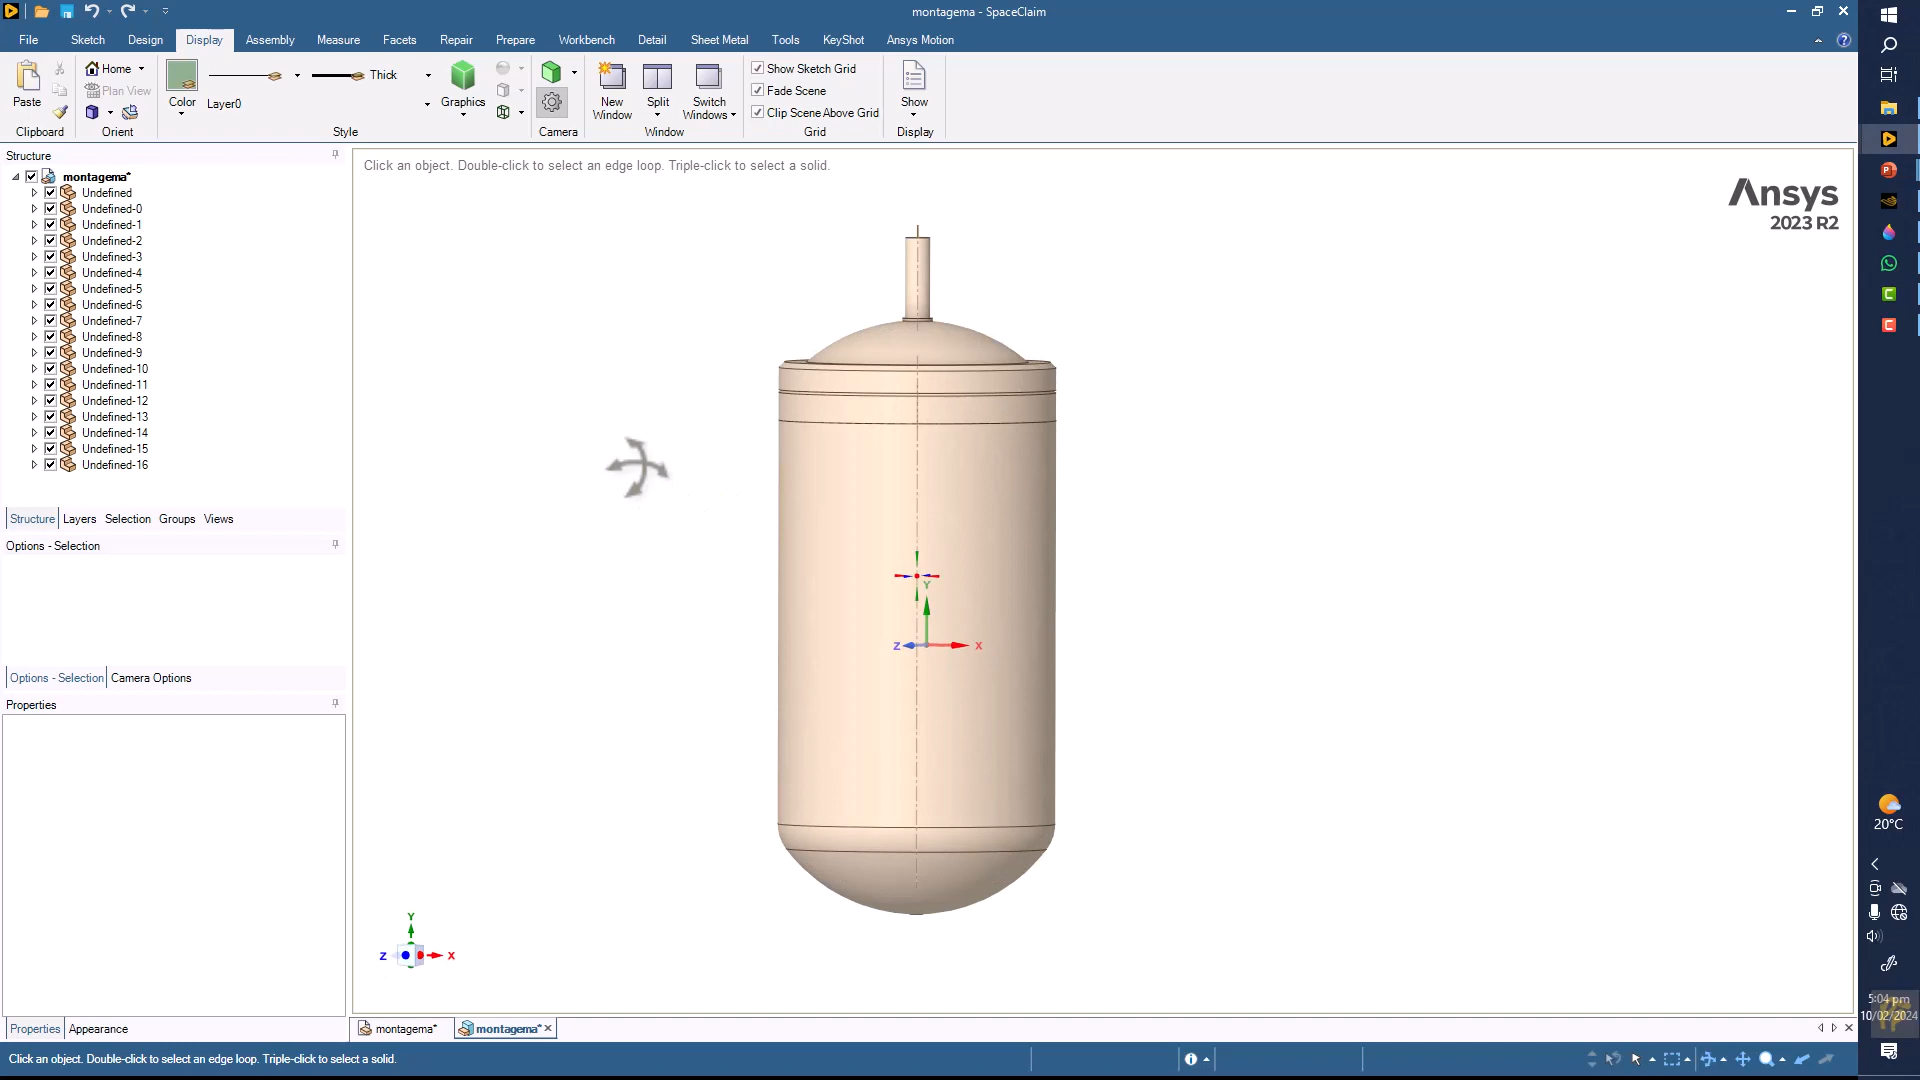 montagema - SpaceClaim
File Sketch Design Display Assembly Measure Facets Repair Prepare Workbench Detail Sheet Metal Tools KeyShot Ansys Motion
Paste
Clipboard
Home
Plan View
Orient
Color
Thick
Layer0
Style
Graphics
Camera
New Window
Split
Switch Windows
Window
Show Sketch Grid
Fade Scene
Clip Scene Above Grid
Grid
Show
Display
Structure
montagema*
Undefined
Undefined-0
Undefined-1
Undefined-2
Undefined-3
Undefined-4
Undefined-5
Undefined-6
Undefined-7
Undefined-8
Undefined-9
Undefined-10
Undefined-11
Undefined-12
Undefined-13
Undefined-14
Undefined-15
Undefined-16
Structure Layers Selection Groups Views
Options - Selection
Options - Selection Camera Options
Properties
Properties Appearance
Click an object. Double-click to select an edge loop. Triple-click to select a solid.
Ansys
2023 R2
Y
Z X
Y
Z X
montagema* montagema*
Click an object. Double-click to select an edge loop. Triple-click to select a solid.
20°C
5:04 pm
10/02/2024